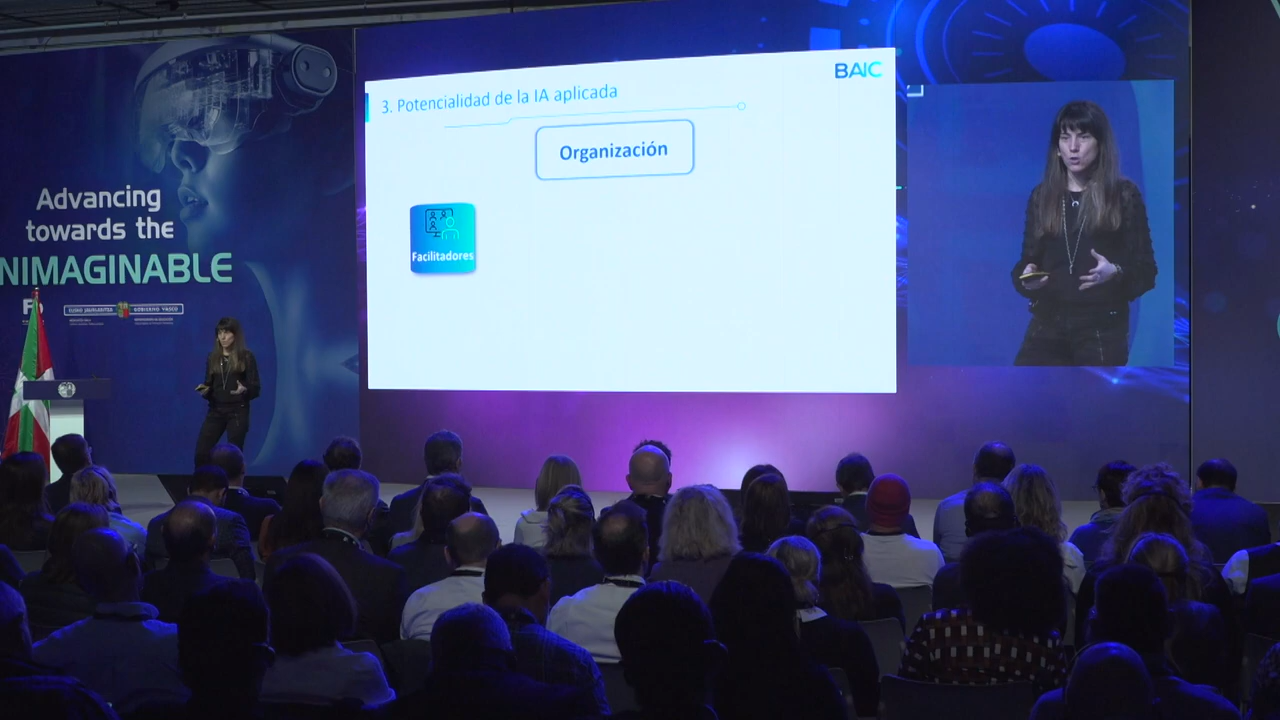 BAIC
3. Potencialidad de la IA aplicada
Organización
Facilitadores
Advancing
towards the
NIMAGINABLE
EUSKO JAURLARITZA
GOBIERNO VASCO